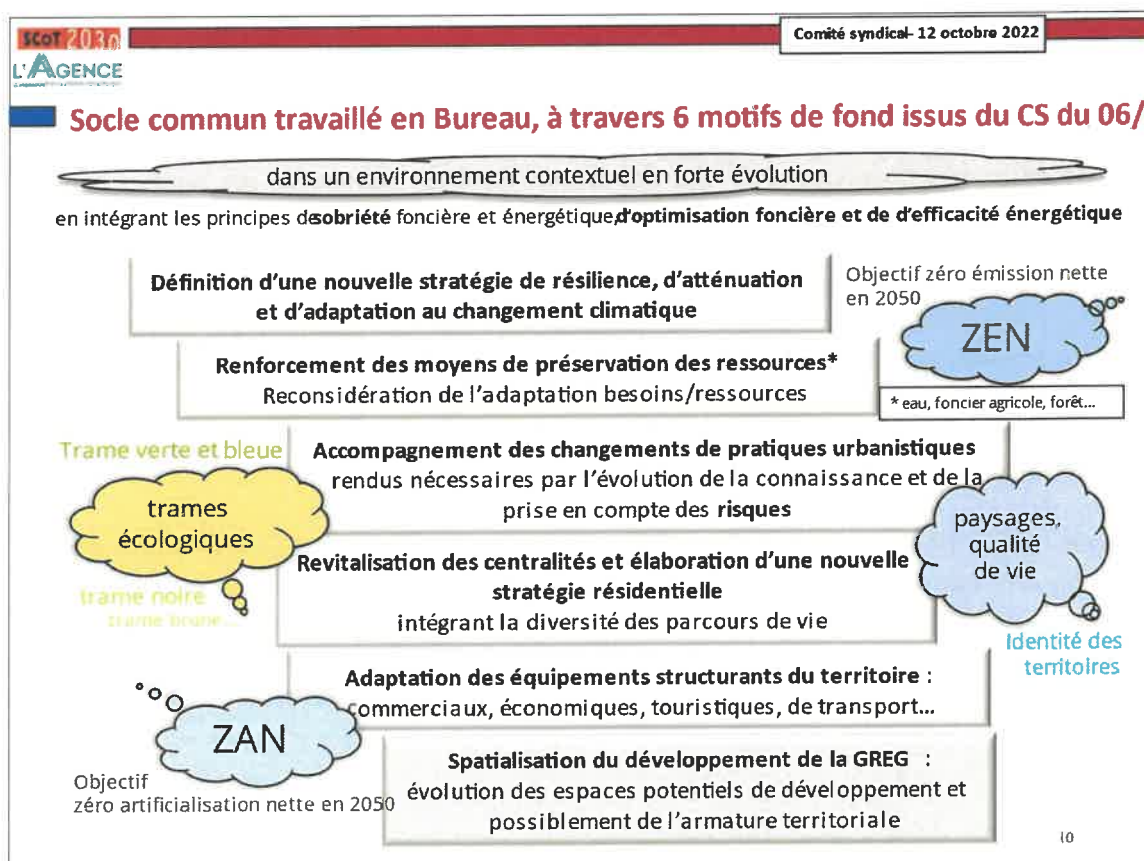 SCoT 2030
Comité syndical- 12 octobre 2022
L'AGENCE
Socle commun travaillé en Bureau, à travers 6 motifs de fond issus du CS du 06/
dans un environnement contextuel en forte évolution
en intégrant les principes de sobriété foncière et énergétique, d'optimisation foncière et de d'efficacité énergétique
Définition d'une nouvelle stratégie de résilience, d'atténuation
et d'adaptation au changement climatique
Objectif zéro émission nette
en 2050
ZEN
Renforcement des moyens de préservation des ressources*
Reconsidération de l'adaptation besoins/ressources
* eau, foncier agricole, forêt...
Trame verte et bleue
trames
écologiques
trame noire
trame brune...
Accompagnement des changements de pratiques urbanistiques
rendus nécessaires par l'évolution de la connaissance et de la
prise en compte des risques
paysages,
qualité
de vie
Identité des
territoires
Revitalisation des centralités et élaboration d'une nouvelle
stratégie résidentielle
intégrant la diversité des parcours de vie
Adaptation des équipements structurants du territoire :
commerciaux, économiques, touristiques, de transport...
ZAN
Objectif
zéro artificialisation nette en 2050
Spatialisation du développement de la GREG :
évolution des espaces potentiels de développement et
possiblement de l'armature territoriale
10